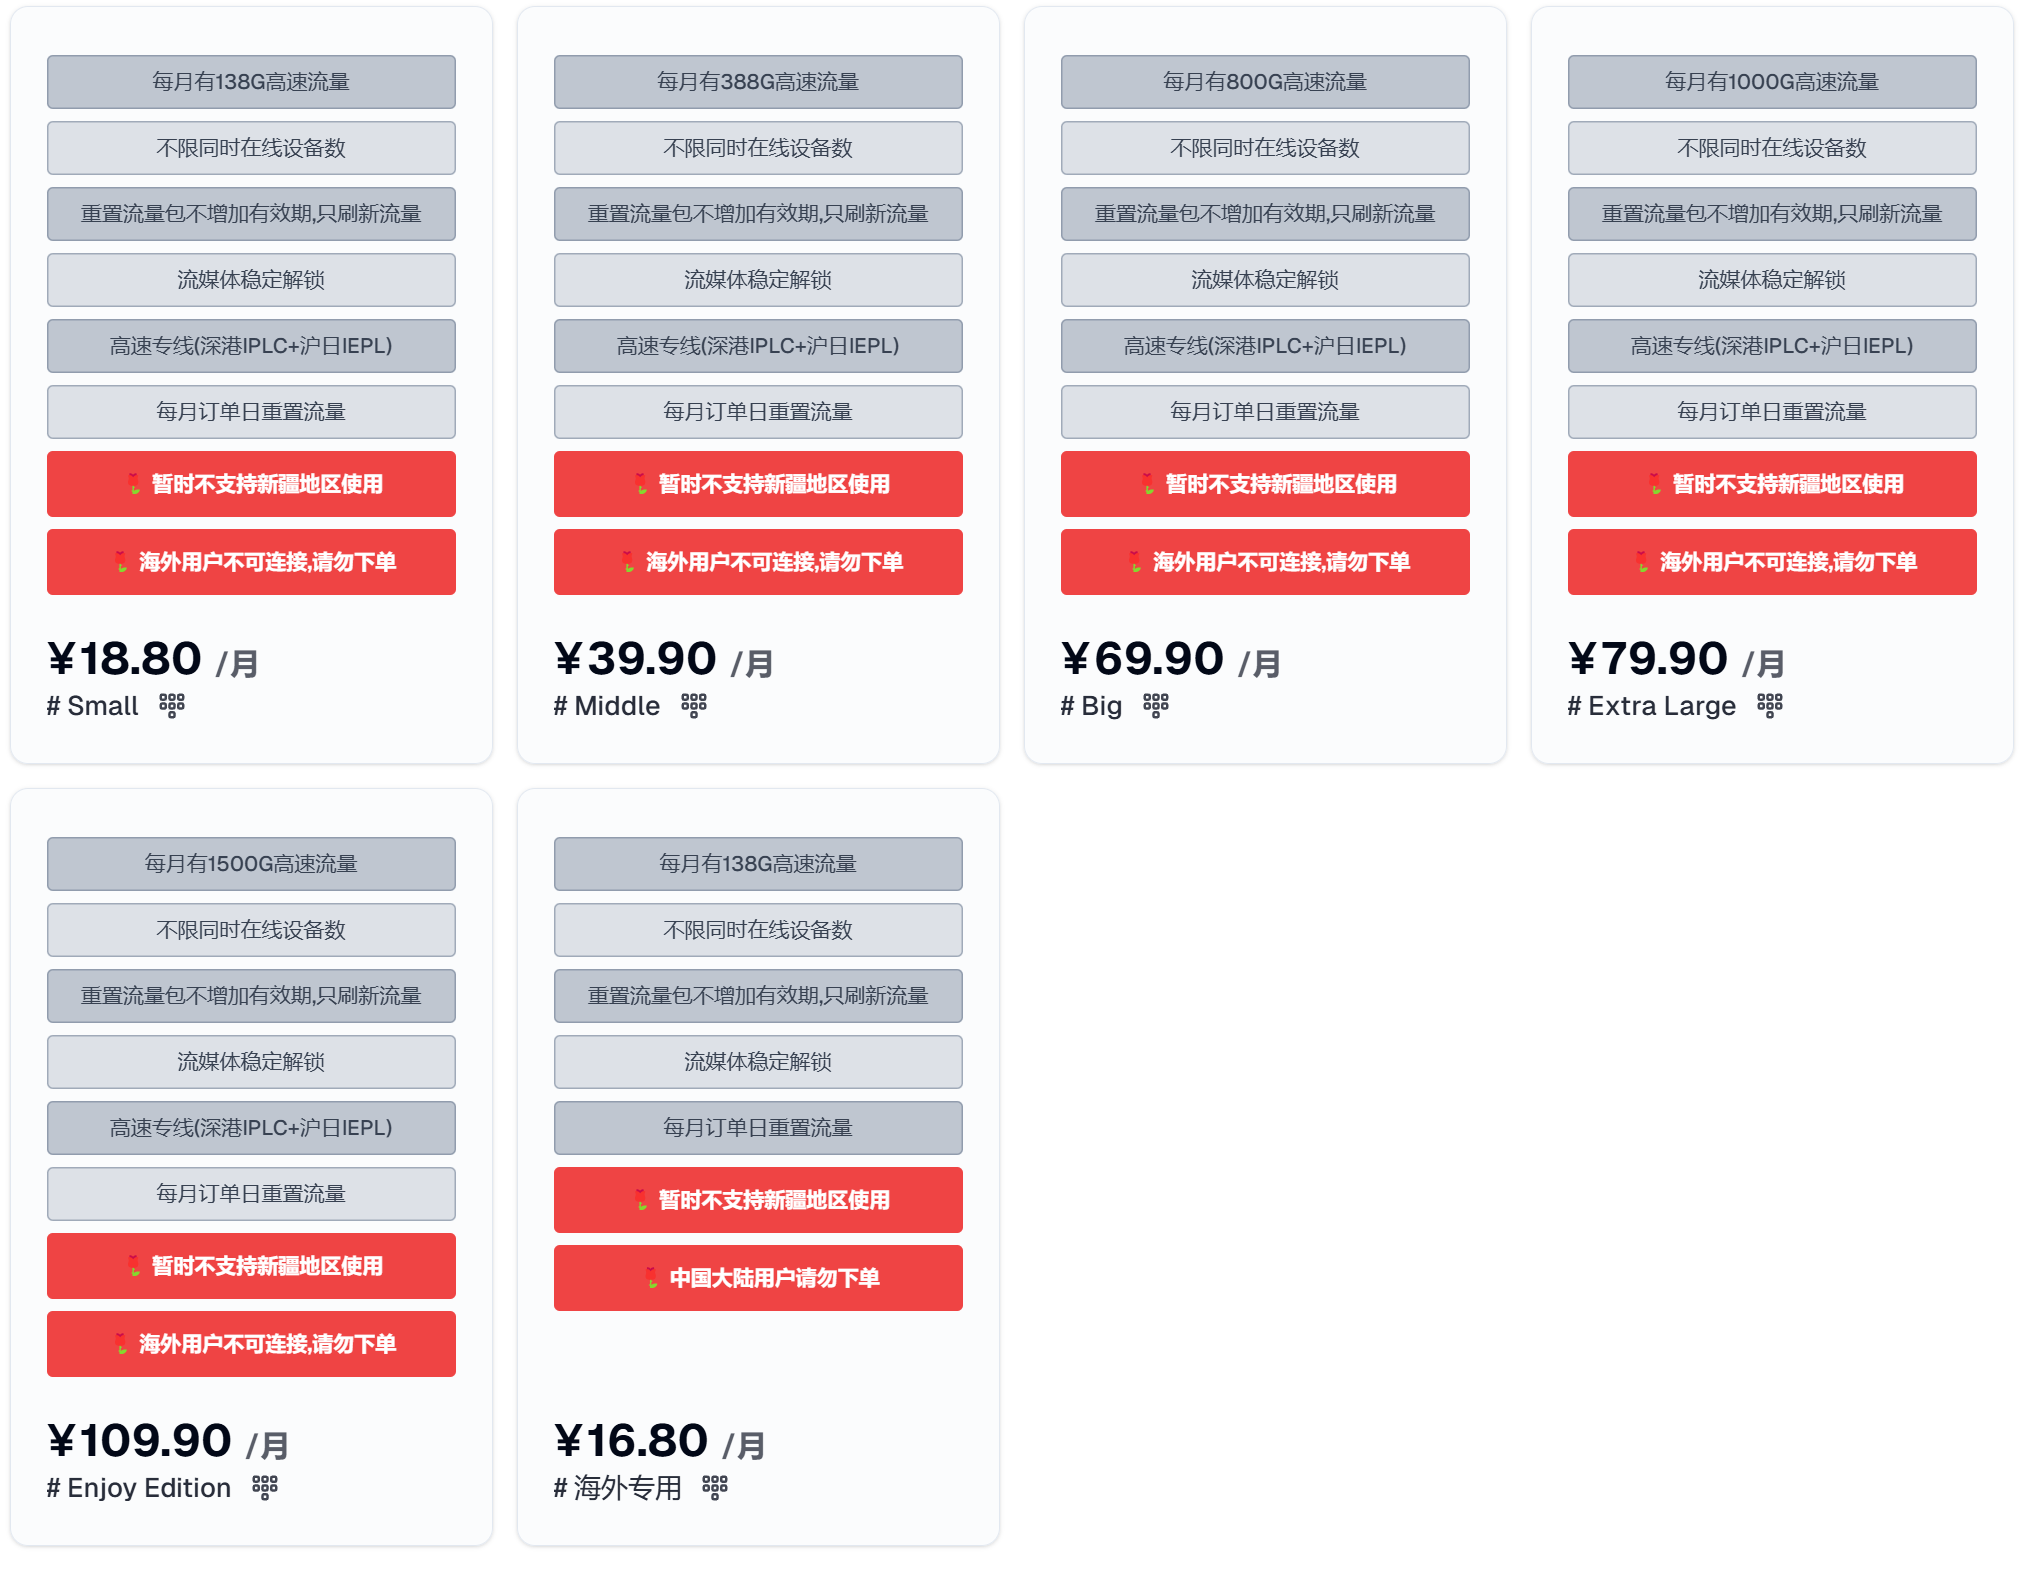 每月有138G高速流量
不限同时在线设备数
重置流量包不增加有效期,只刷新流量
流媒体稳定解锁
高速专线(深港IPLC+沪日IEPL)
每月订单日重置流量
🌷 暂时不支持新疆地区使用
🌷 海外用户不可连接,请勿下单
¥18.80 /月
# Small
每月有388G高速流量
不限同时在线设备数
重置流量包不增加有效期,只刷新流量
流媒体稳定解锁
高速专线(深港IPLC+沪日IEPL)
每月订单日重置流量
🌷 暂时不支持新疆地区使用
🌷 海外用户不可连接,请勿下单
¥39.90 /月
# Middle
每月有800G高速流量
不限同时在线设备数
重置流量包不增加有效期,只刷新流量
流媒体稳定解锁
高速专线(深港IPLC+沪日IEPL)
每月订单日重置流量
🌷 暂时不支持新疆地区使用
🌷 海外用户不可连接,请勿下单
¥69.90 /月
# Big
每月有1000G高速流量
不限同时在线设备数
重置流量包不增加有效期,只刷新流量
流媒体稳定解锁
高速专线(深港IPLC+沪日IEPL)
每月订单日重置流量
🌷 暂时不支持新疆地区使用
🌷 海外用户不可连接,请勿下单
¥79.90 /月
# Extra Large
每月有1500G高速流量
不限同时在线设备数
重置流量包不增加有效期,只刷新流量
流媒体稳定解锁
高速专线(深港IPLC+沪日IEPL)
每月订单日重置流量
🌷 暂时不支持新疆地区使用
🌷 海外用户不可连接,请勿下单
¥109.90 /月
# Enjoy Edition
每月有138G高速流量
不限同时在线设备数
重置流量包不增加有效期,只刷新流量
流媒体稳定解锁
每月订单日重置流量
🌷 暂时不支持新疆地区使用
🌷 中国大陆用户请勿下单
¥16.80 /月
# 海外专用